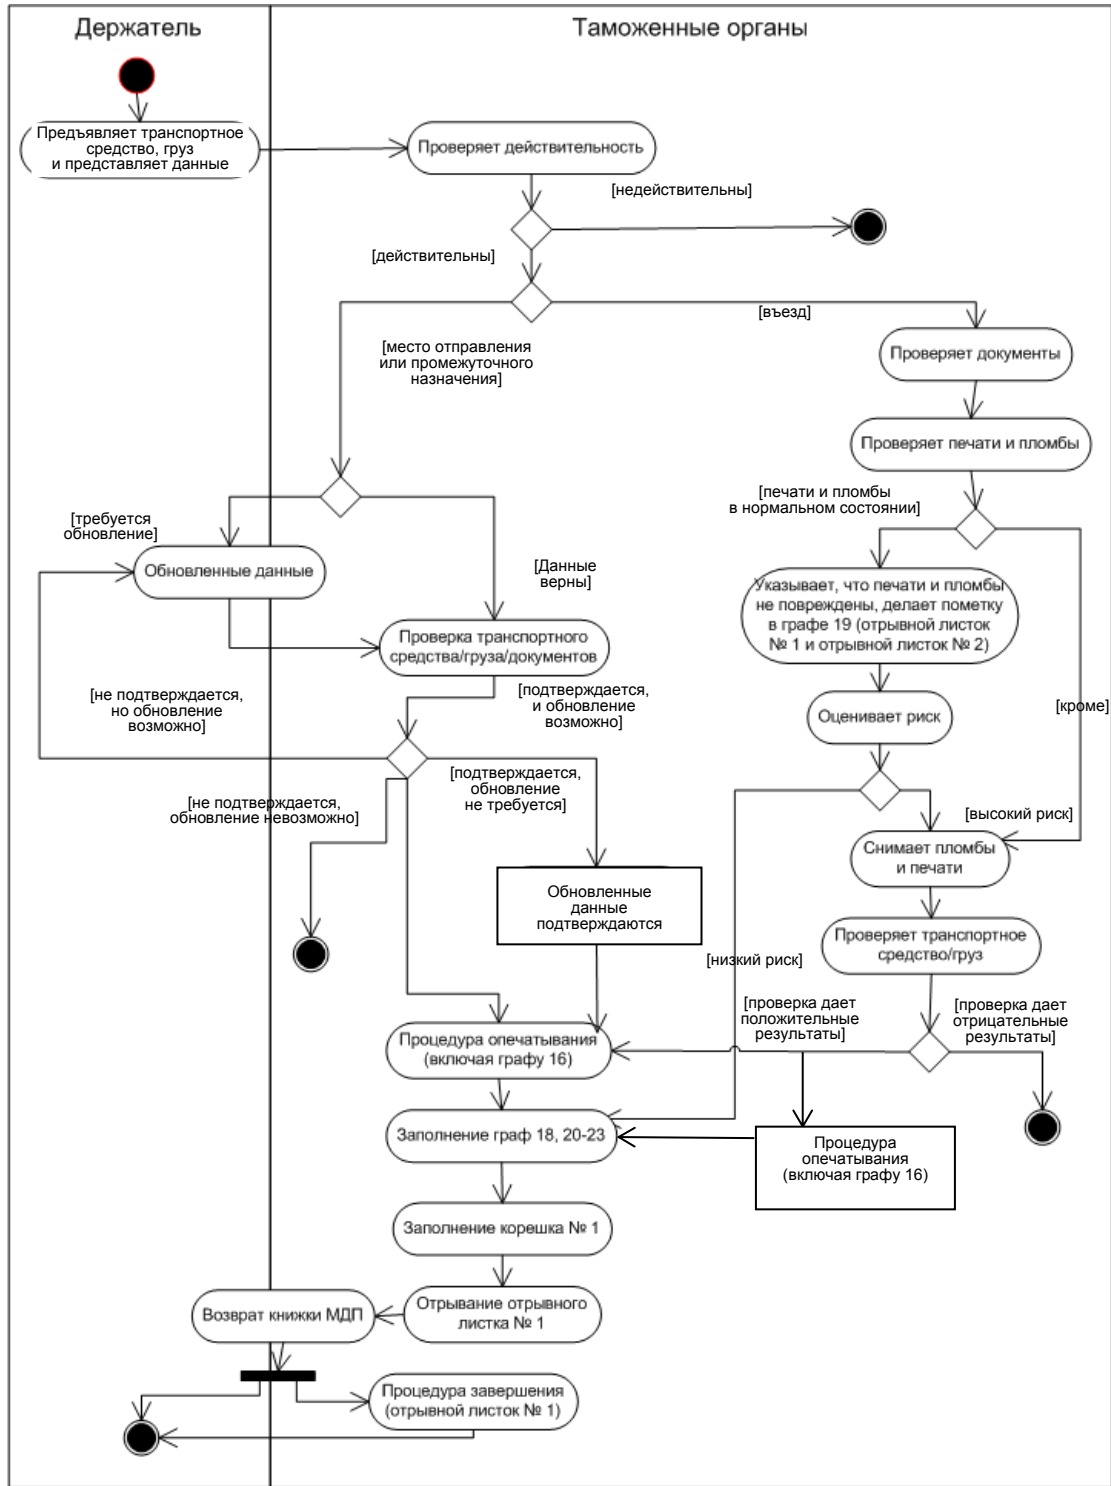 Держатель
Таможенные органы
Предъявляет транспортное
средство, груз
и представляет данные
Проверяет действительность
[недействительны]
[действительны]
[въезд]
[место отправления
или промежуточного
назначения]
Проверяет документы
Проверяет печати и пломбы
[требуется
обновление]
[печати и пломбы
в нормальном состоянии]
Обновленные данные
[Данные
верны]
Указывает, что печати и пломбы
не повреждены, делает пометку
в графе 19 (отрывной листок
№ 1 и отрывной листок № 2)
Проверка транспортного
средства/груза/документов
[не подтверждается,
но обновление
возможно]
[подтверждается,
и обновление
возможно]
Оценивает риск
[кроме]
[не подтверждается,
обновление невозможно]
[подтверждается,
обновление
не требуется]
[высокий риск]
Снимает пломбы
и печати
Обновленные
данные
подтверждаются
Проверяет транспортное
средство/груз
[низкий риск]
[проверка дает
положительные
результаты]
[проверка дает
отрицательные
результаты]
Процедура опечатывания
(включая графу 16)
Заполнение граф 18, 20-23
Процедура
опечатывания
(включая графу 16)
Заполнение корешка № 1
Возврат книжки МДП
Отрывание отрывного
листка № 1
Процедура завершения
(отрывной листок № 1)